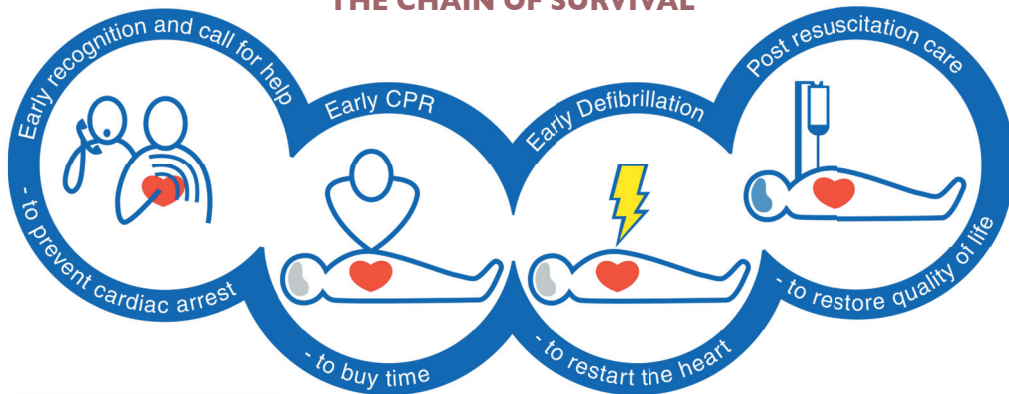 THE CHAIN OF SURVIVAL
Early recognition and call for help
- to prevent cardiac arrest
Early CPR
- to buy time
Early Defibrillation
- to restart the heart
Post resuscitation care
- to restore quality of life